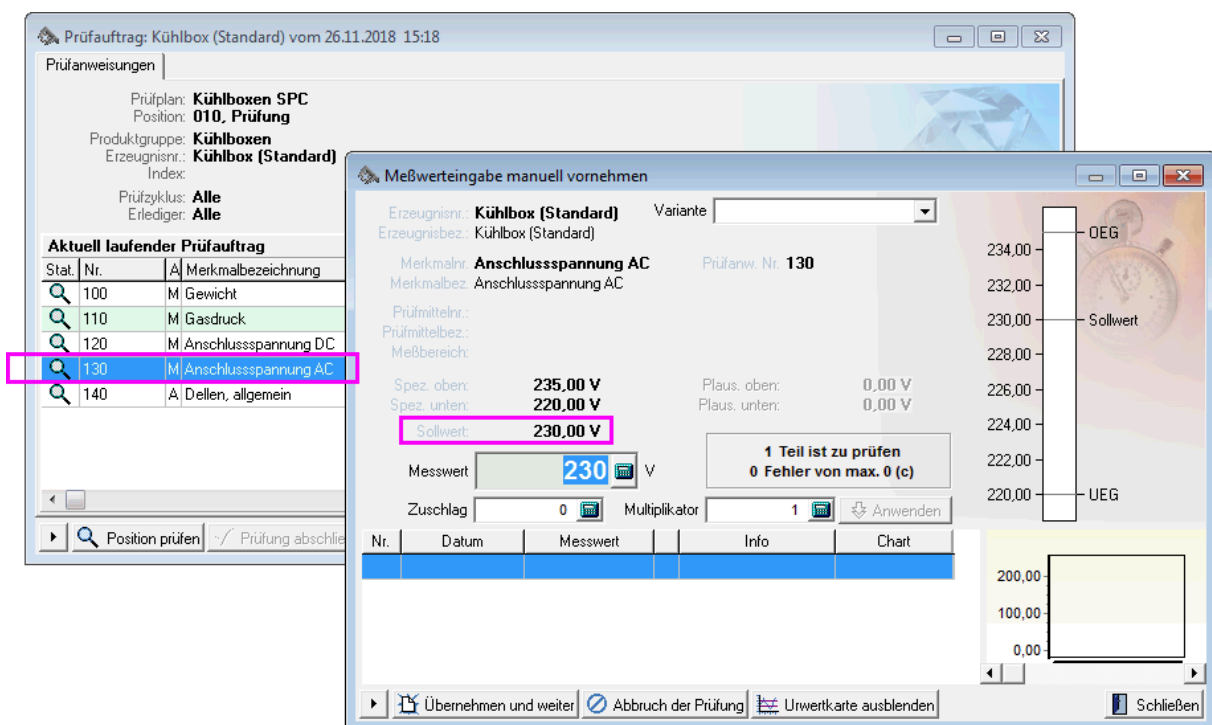 Prüfauftrag: Kühlbox (Standard) vom 26.11.2018 15:18
Prüfanweisungen
Prüfplan: Kühlboxen SPC
Position: 010, Prüfung
Produktgruppe: Kühlboxen
Erzeugnisnr.: Kühlbox (Standard)
Index:
Prüfzyklus: Alle
Erlediger: Alle
Aktuell laufender Prüfauftrag
Stat. Nr. A Merkmalbezeichnung
100 M Gewicht
110 M Gasdruck
120 M Anschlussspannung DC
130 M Anschlussspannung AC
140 A Dellen, allgemein
Position prüfen Prüfung abschlie
Meßwerteingabe manuell vornehmen
Erzeugnisnr.: Kühlbox (Standard) Variante
Erzeugnisbez.: Kühlbox (Standard)
Merkmalnr. Anschlussspannung AC Prüfanw. Nr. 130
Merkmalbez. Anschlussspannung AC
Prüfmittelnr.:
Prüfmittelbez.:
Meßbereich:
Spez. oben: 235,00 V Plaus. oben: 0,00 V
Spez. unten: 220,00 V Plaus. unten: 0,00 V
Sollwert: 230,00 V
1 Teil ist zu prüfen
0 Fehler von max. 0 (c)
Messwert 230 V
Zuschlag 0 Multiplikator 1 Anwenden
Nr. Datum Messwert Info Chart
OEG
234,00
232,00
230,00 Sollwert
228,00
226,00
224,00
222,00
220,00 UEG
200,00
100,00
0,00
Übernehmen und weiter Abbruch der Prüfung Urwertkarte ausblenden Schließen